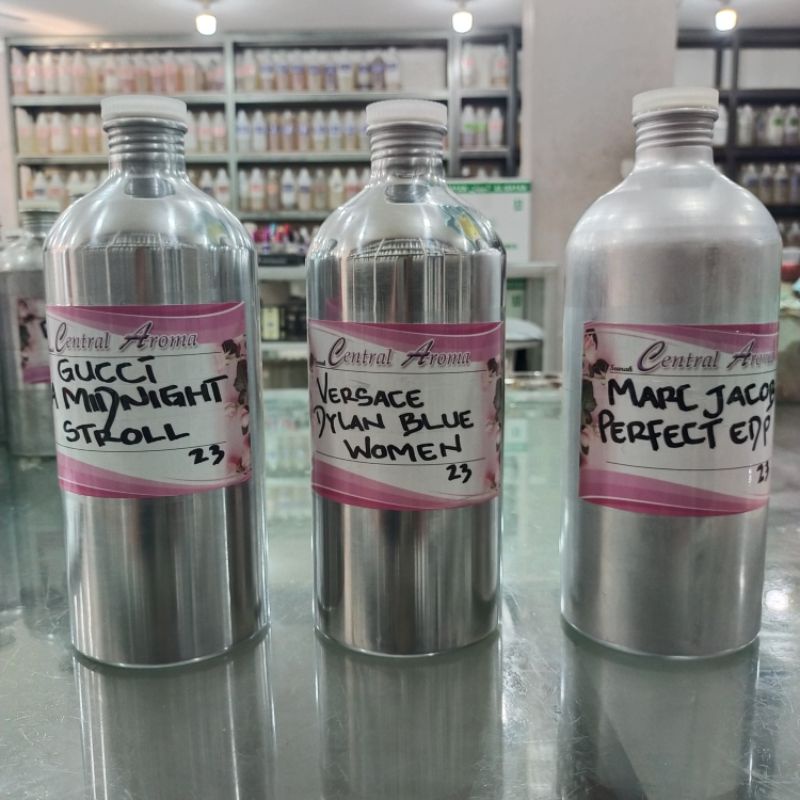 Central Aroma
GUCCI
A MIDNIGHT
STROLL
23
Central Aroma
VERSACE
DYLAN BLUE
WOMEN
23
Central Aroma
MARC JACOB
PERFECT EDP
23